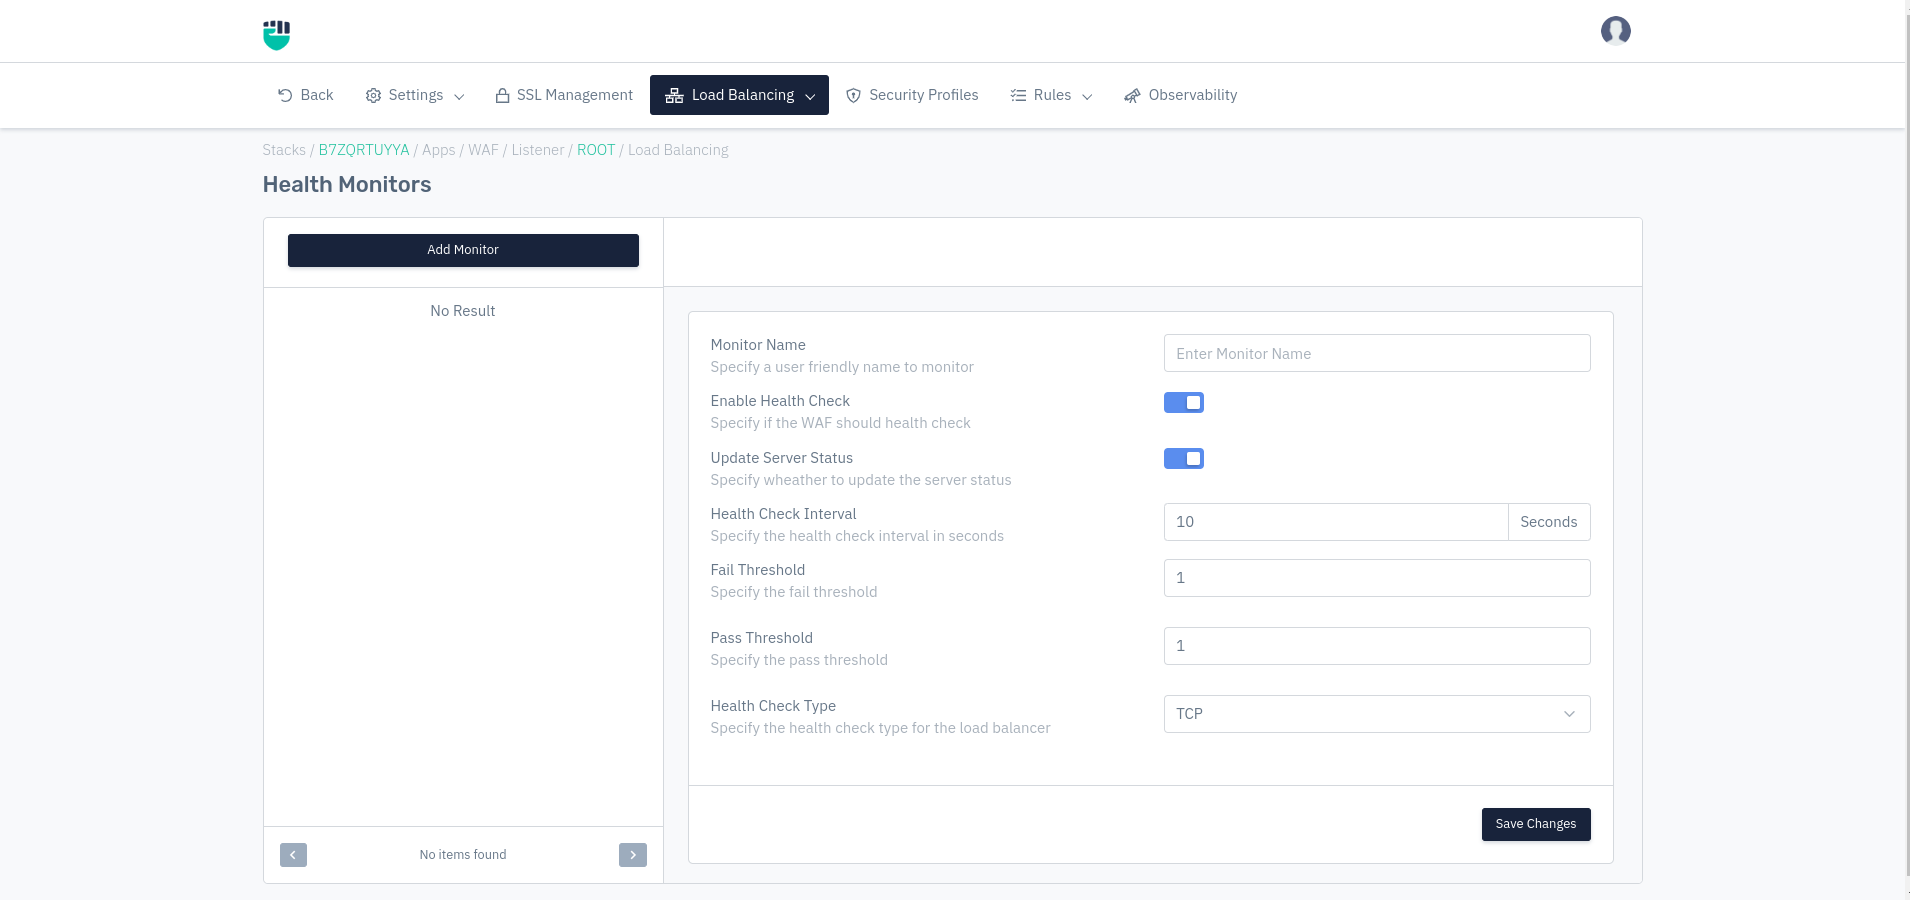 Back
Settings
SSL Management
Load Balancing
Security Profiles
Rules
Observability
Stacks / B7ZQRTUYYA / Apps / WAF / Listener / ROOT / Load Balancing
Health Monitors
Add Monitor
No Result
No items found
Monitor Name
Specify a user friendly name to monitor
Enter Monitor Name
Enable Health Check
Specify if the WAF should health check
Update Server Status
Specify wheather to update the server status
Health Check Interval
Specify the health check interval in seconds
10
Seconds
Fail Threshold
Specify the fail threshold
1
Pass Threshold
Specify the pass threshold
1
Health Check Type
Specify the health check type for the load balancer
TCP
Save Changes